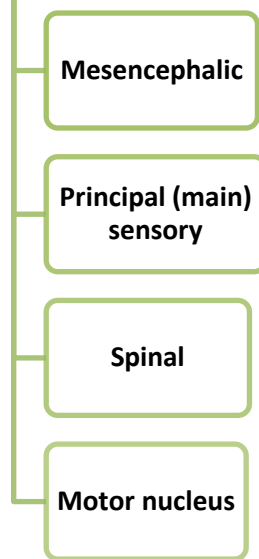 Mesencephalic
Principal (main)
sensory
Spinal
Motor nucleus